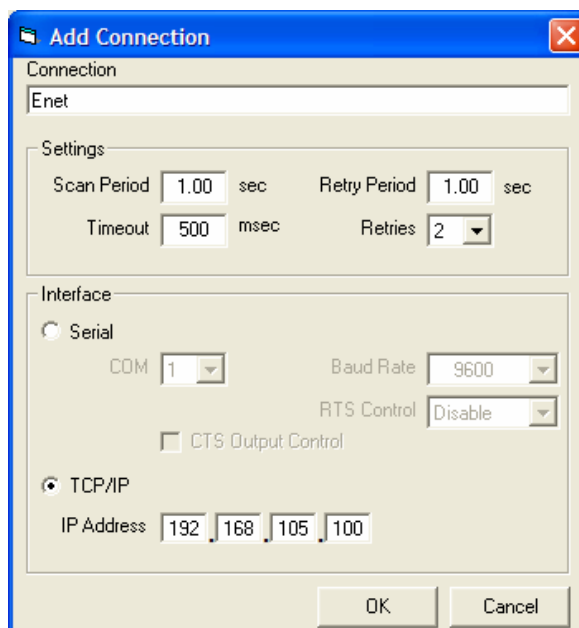 Add Connection
Connection
Enet
Settings
Scan Period 1.00 sec Retry Period 1.00 sec
Timeout 500 msec Retries 2
Interface
Serial
COM 1 Baud Rate 9600
RTS Control Disable
CTS Output Control
TCP/IP
IP Address 192.168.105.100
OK Cancel